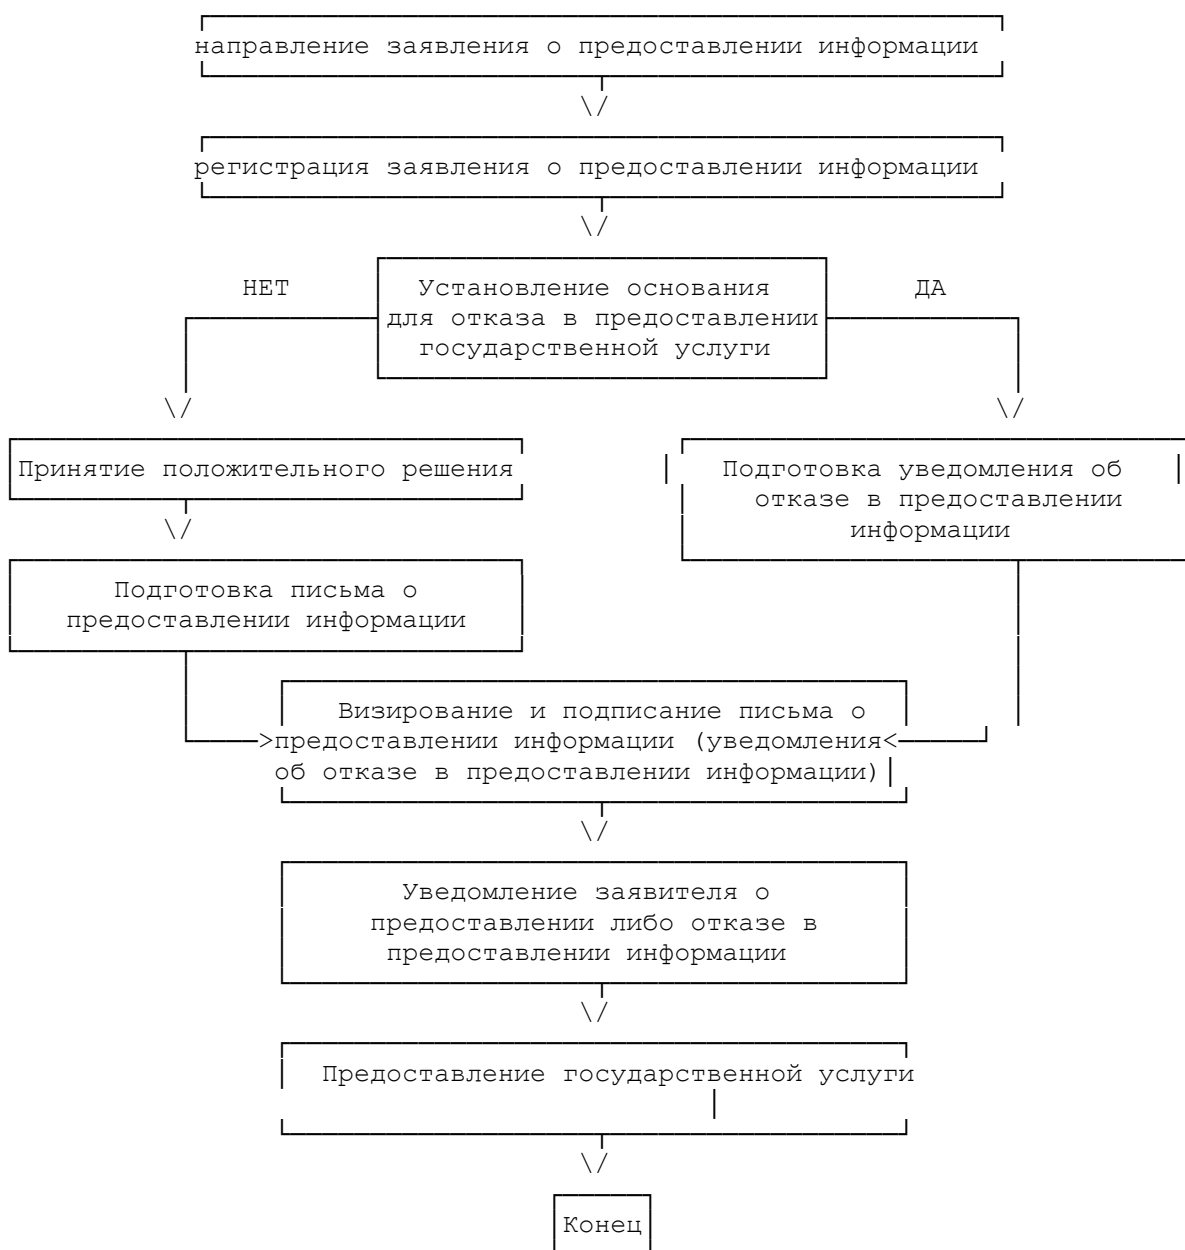 направление заявления о предоставлении информации
\/
регистрация заявления о предоставлении информации
\/
НЕТ
Установление основания
ДА
для отказа в предоставлении
государственной услуги
\/
\/
Принятие положительного решения
\/
Подготовка письма о
предоставлении информации
Подготовка уведомления об
отказе в предоставлении
информации
Визирование и подписание письма о
>предоставлении информации (уведомления<
об отказе в предоставлении информации)
\/
Уведомление заявителя о
предоставлении либо отказе в
предоставлении информации
\/
Предоставление государственной услуги
\/
Конец